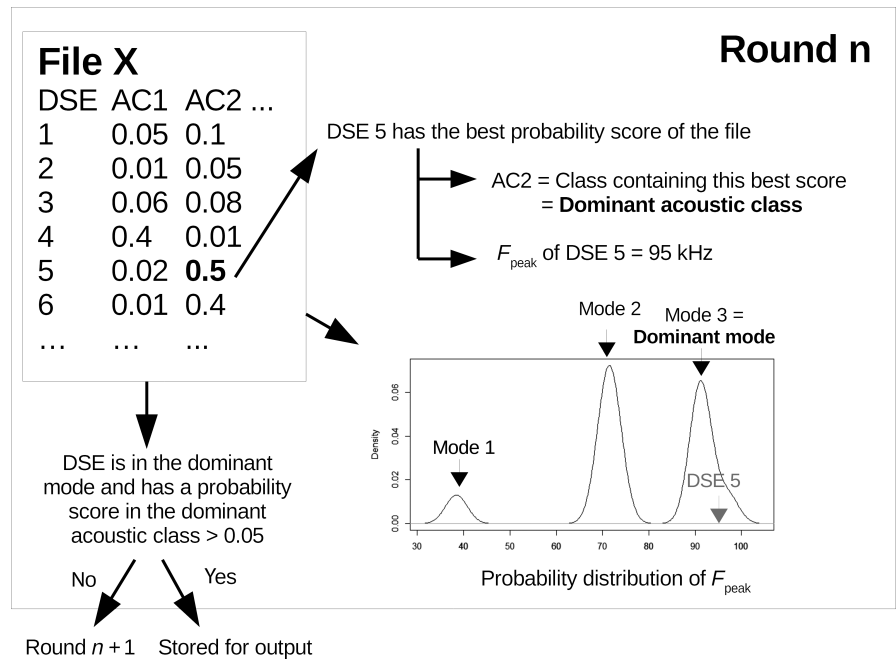 Round n
File X
DSE AC1 AC2 ...
1 0.05 0.1
2 0.01 0.05
3 0.06 0.08
4 0.4 0.01
5 0.02 0.5
6 0.01 0.4
... ... ...
DSE 5 has the best probability score of the file
AC2 = Class containing this best score
= Dominant acoustic class
Fpeak of DSE 5 = 95 kHz
Mode 2
Mode 3 =
Dominant mode
Mode 1
DSE 5
Density
0.06
0.04
0.02
0.00
30 40 50 60 70 80 90 100
Probability distribution of Fpeak
DSE is in the dominant
mode and has a probability
score in the dominant
acoustic class > 0.05
No
Yes
Round n + 1
Stored for output